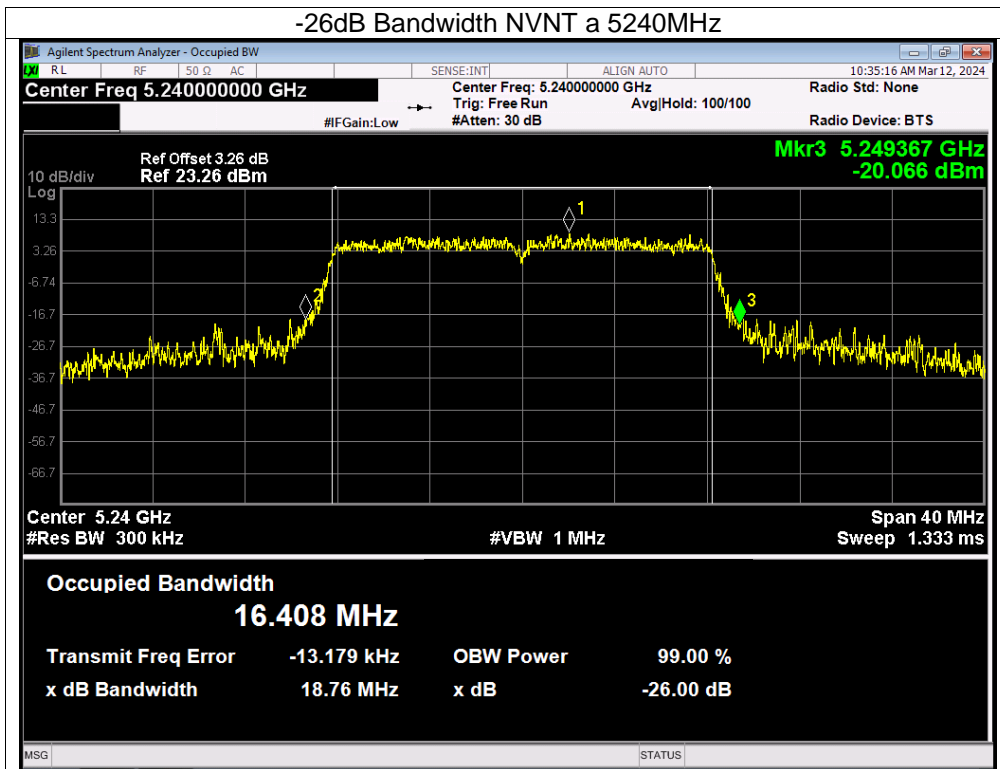 -26dB Bandwidth NVNT a 5240MHz
Agilent Spectrum Analyzer - Occupied BW
LXI RL RF 50 Ω AC SENSE:INT ALIGN AUTO 10:35:16 AM Mar 12, 2024
Center Freq 5.240000000 GHz Center Freq: 5.240000000 GHz Radio Std: None
Trig: Free Run Avg|Hold: 100/100
#IFGain:Low #Atten: 30 dB Radio Device: BTS
Mkr3 5.249367 GHz
-20.066 dBm
Ref Offset 3.26 dB
10 dB/div Ref 23.26 dBm
Log
1
13.3
3.26
-6.74
2
3
-16.7
-26.7
-36.7
-46.7
-56.7
-66.7
Center 5.24 GHz Span 40 MHz
#Res BW 300 kHz #VBW 1 MHz Sweep 1.333 ms
Occupied Bandwidth
16.408 MHz
Transmit Freq Error -13.179 kHz OBW Power 99.00 %
x dB Bandwidth 18.76 MHz x dB -26.00 dB
MSG STATUS